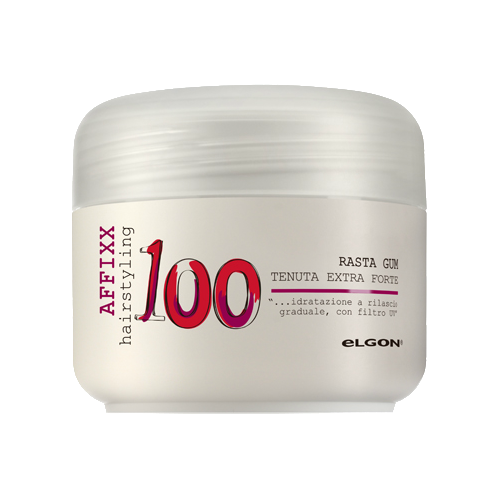 AFFIXX
hairstyling
100
RASTA GUM
TENUTA EXTRA FORTE
"...idratazione a rilascio
graduale, con filtro UV"
eLGON®